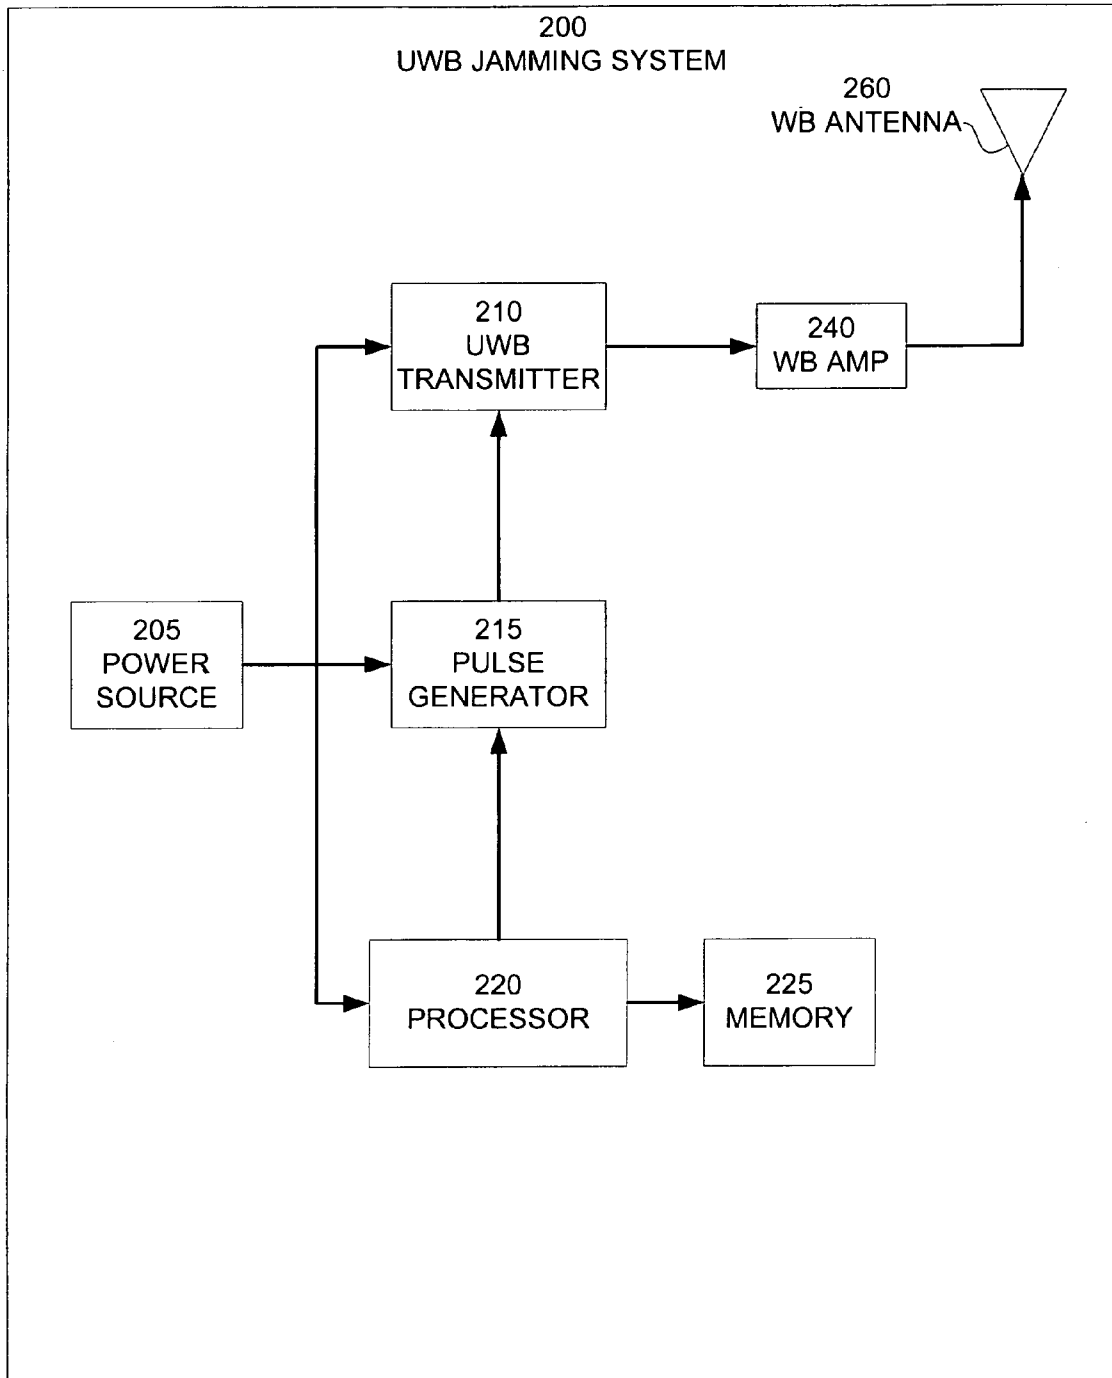 200
UWB JAMMING SYSTEM
260
WB ANTENNA
210
UWB
TRANSMITTER
240
WB AMP
205
POWER
SOURCE
215
PULSE
GENERATOR
220
PROCESSOR
225
MEMORY